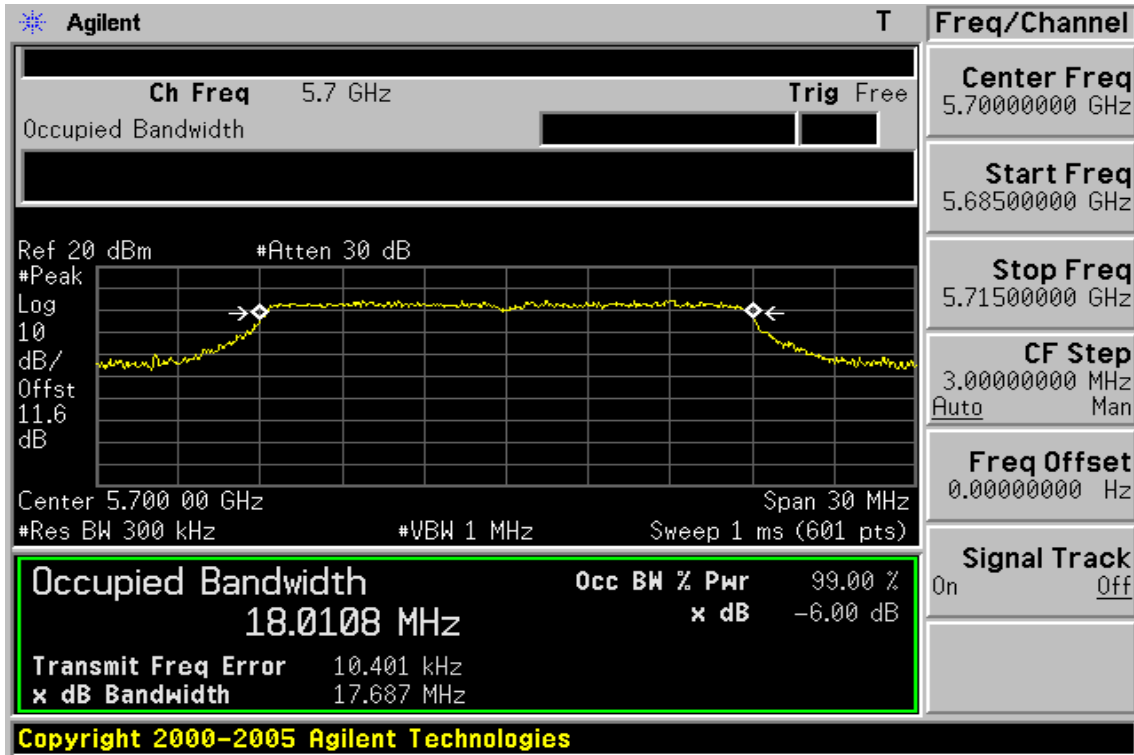 Agilent T
Ch Freq 5.7 GHz Trig Free
Occupied Bandwidth
Ref 20 dBm #Atten 30 dB
#Peak
Log
10
dB/
Offst
11.6
dB
Center 5.700 00 GHz Span 30 MHz
#Res BW 300 kHz #VBW 1 MHz Sweep 1 ms (601 pts)
Occupied Bandwidth Occ BW % Pwr 99.00 %
18.0108 MHz x dB -6.00 dB
Transmit Freq Error 10.401 kHz
x dB Bandwidth 17.687 MHz
Copyright 2000-2005 Agilent Technologies
Freq/Channel
Center Freq
5.70000000 GHz
Start Freq
5.68500000 GHz
Stop Freq
5.71500000 GHz
CF Step
3.00000000 MHz
Auto Man
Freq Offset
0.00000000 Hz
Signal Track
On Off